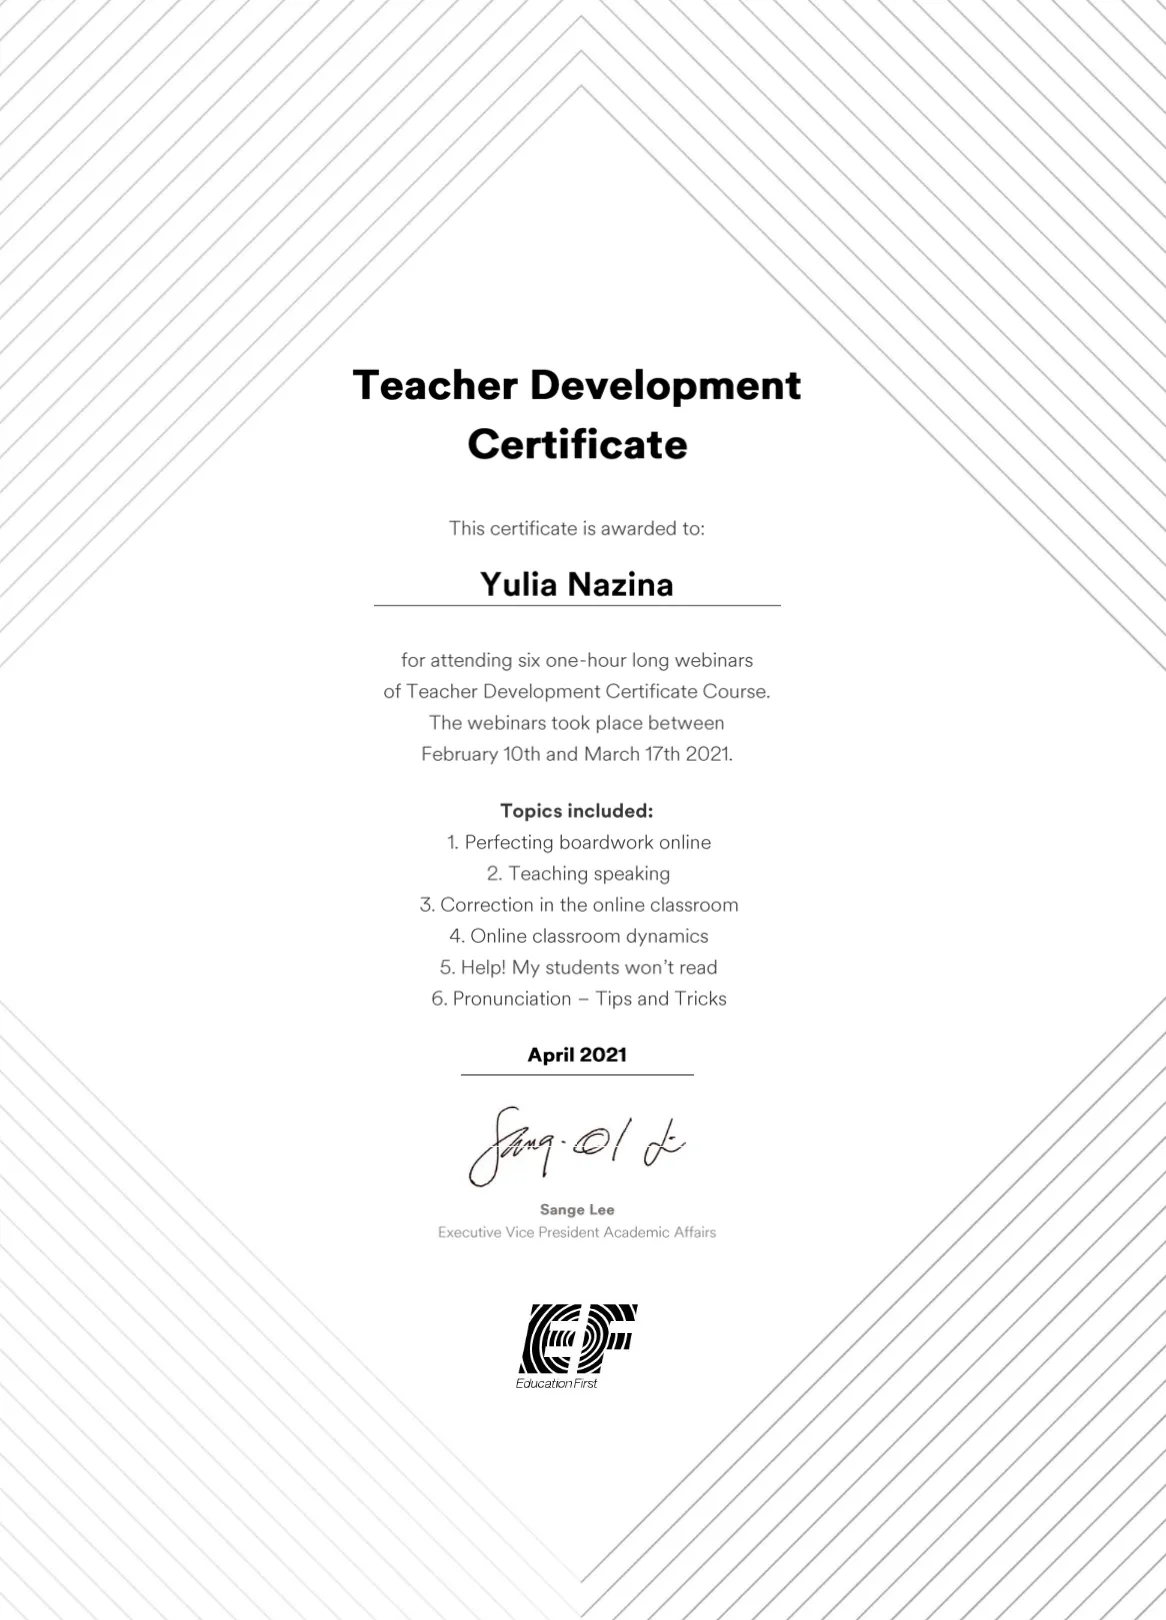 Teacher Development
Certificate
This certificate is awarded to:
Yulia Nazina
for attending six one-hour long webinars
of Teacher Development Certificate Course.
The webinars took place between
February 10th and March 17th 2021.
Topics included:
1. Perfecting boardwork online
2. Teaching speaking
3. Correction in the online classroom
4. Online classroom dynamics
5. Help! My students won’t read
6. Pronunciation – Tips and Tricks
April 2021
Sange Lee
Executive Vice President Academic Affairs
EF
Education First